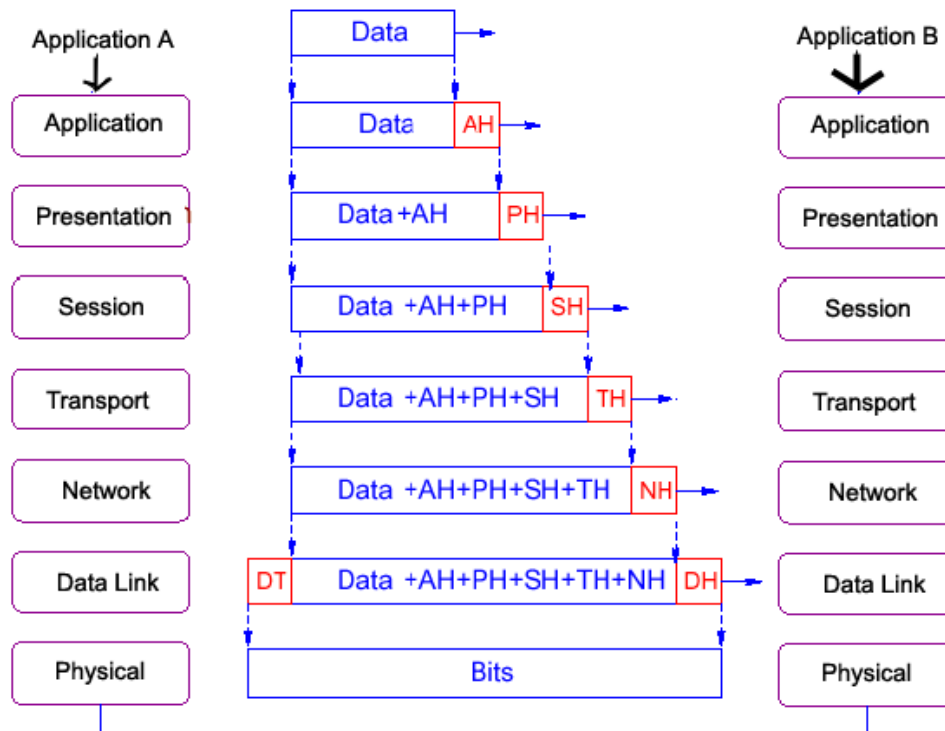 Application A
Data
Application B
Application
Data
AH
Application
Presentation
Data +AH
PH
Presentation
Session
Data +AH+PH
SH
Session
Transport
Data +AH+PH+SH
TH
Transport
Network
Data +AH+PH+SH+TH
NH
Network
Data Link
DT
Data +AH+PH+SH+TH+NH
DH
Data Link
Physical
Bits
Physical